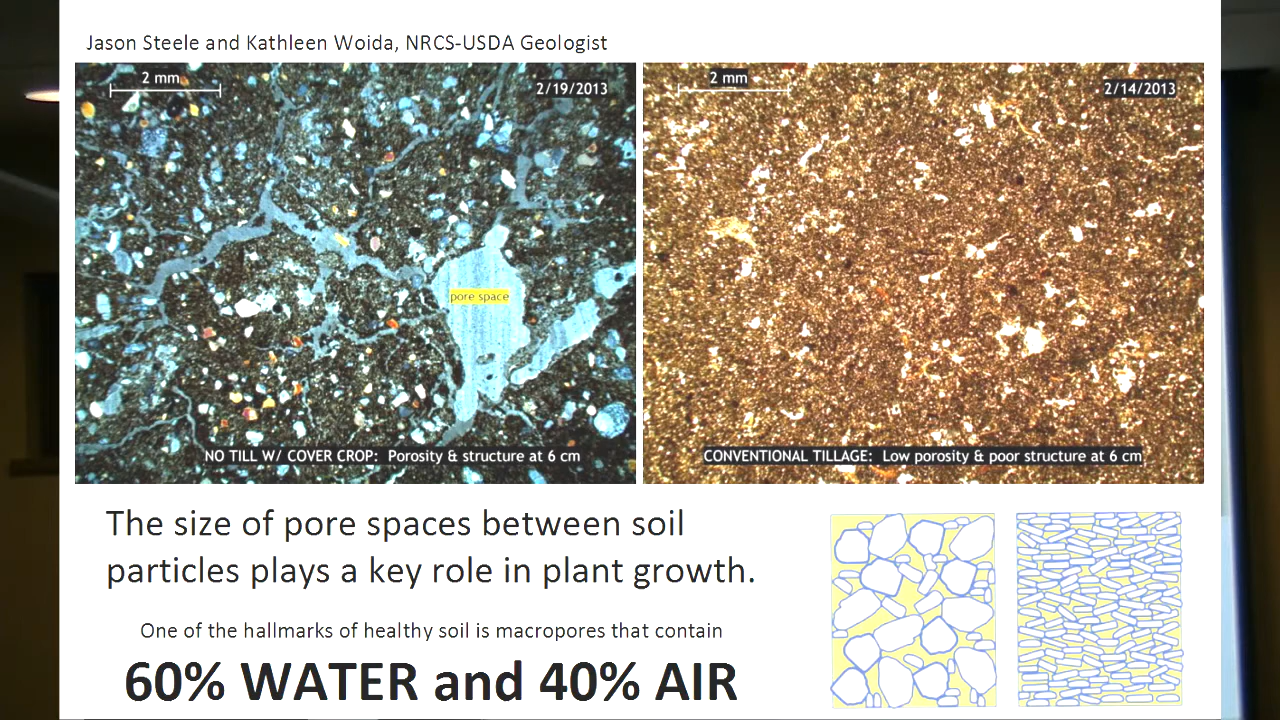 Jason Steele and Kathleen Woida, NRCS-USDA Geologist
2 mm
2/19/2013
pore space
NO TILL W/ COVER CROP: Porosity & structure at 6 cm
2 mm
2/14/2013
CONVENTIONAL TILLAGE: Low porosity & poor structure at 6 cm
The size of pore spaces between soil
particles plays a key role in plant growth.
One of the hallmarks of healthy soil is macropores that contain
60% WATER and 40% AIR